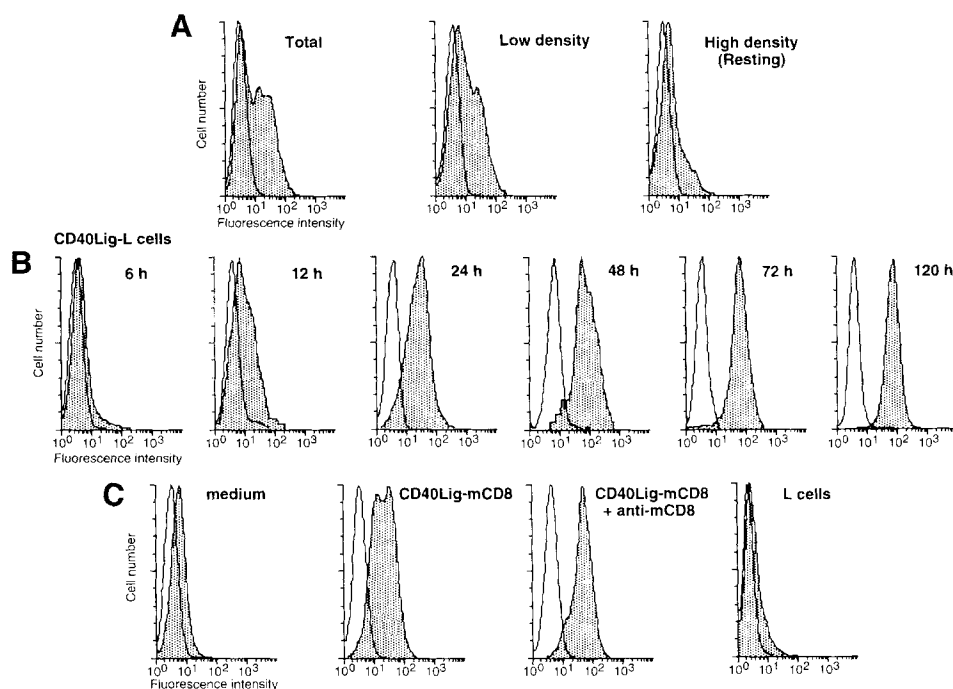 A
Total
Low density
High density
(Resting)
Cell number
10⁰ 10¹ 10² 10³
10⁰ 10¹ 10² 10³
10⁰ 10¹ 10² 10³
Fluorescence intensity
CD40Lig-L cells
B
6 h
12 h
24 h
48 h
72 h
120 h
Cell number
10⁰ 10¹ 10² 10³
10⁰ 10¹ 10² 10³
10⁰ 10¹ 10² 10³
10⁰ 10¹ 10² 10³
10⁰ 10¹ 10² 10³
10⁰ 10¹ 10² 10³
Fluorescence intensity
C
medium
CD40Lig-mCD8
CD40Lig-mCD8
+ anti-mCD8
L cells
Cell number
10⁰ 10¹ 10² 10³
10⁰ 10¹ 10² 10³
10⁰ 10¹ 10² 10³
10⁰ 10¹ 10² 10³
Fluorescence intensity